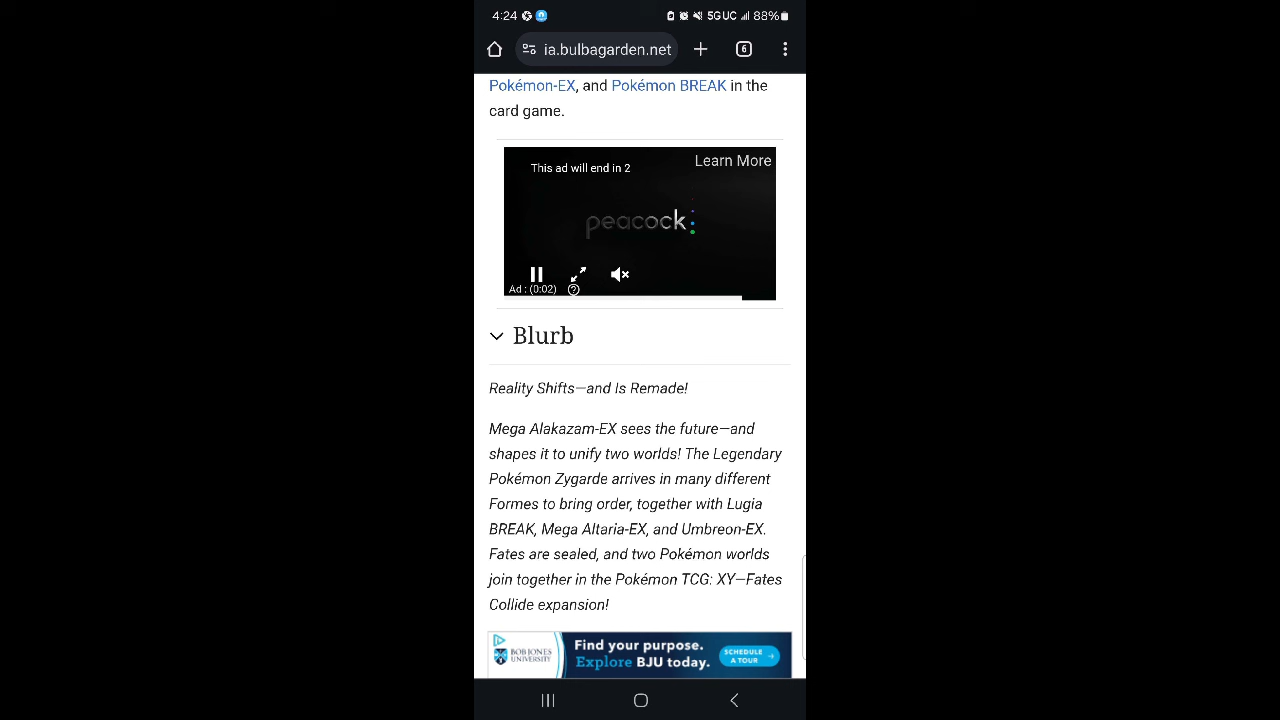 4:24 5G UC 88%
ia.bulbagarden.net 6
Pokémon-EX, and Pokémon BREAK in the
card game.
This ad will end in 2
Learn More
peacock
Ad : (0:02) ?
Blurb
Reality Shifts—and Is Remade!
Mega Alakazam-EX sees the future—and
shapes it to unify two worlds! The Legendary
Pokémon Zygarde arrives in many different
Formes to bring order, together with Lugia
BREAK, Mega Altaria-EX, and Umbreon-EX.
Fates are sealed, and two Pokémon worlds
join together in the Pokémon TCG: XY—Fates
Collide expansion!
BOB JONES
UNIVERSITY
Find your purpose.
Explore BJU today.
SCHEDULE
A TOUR